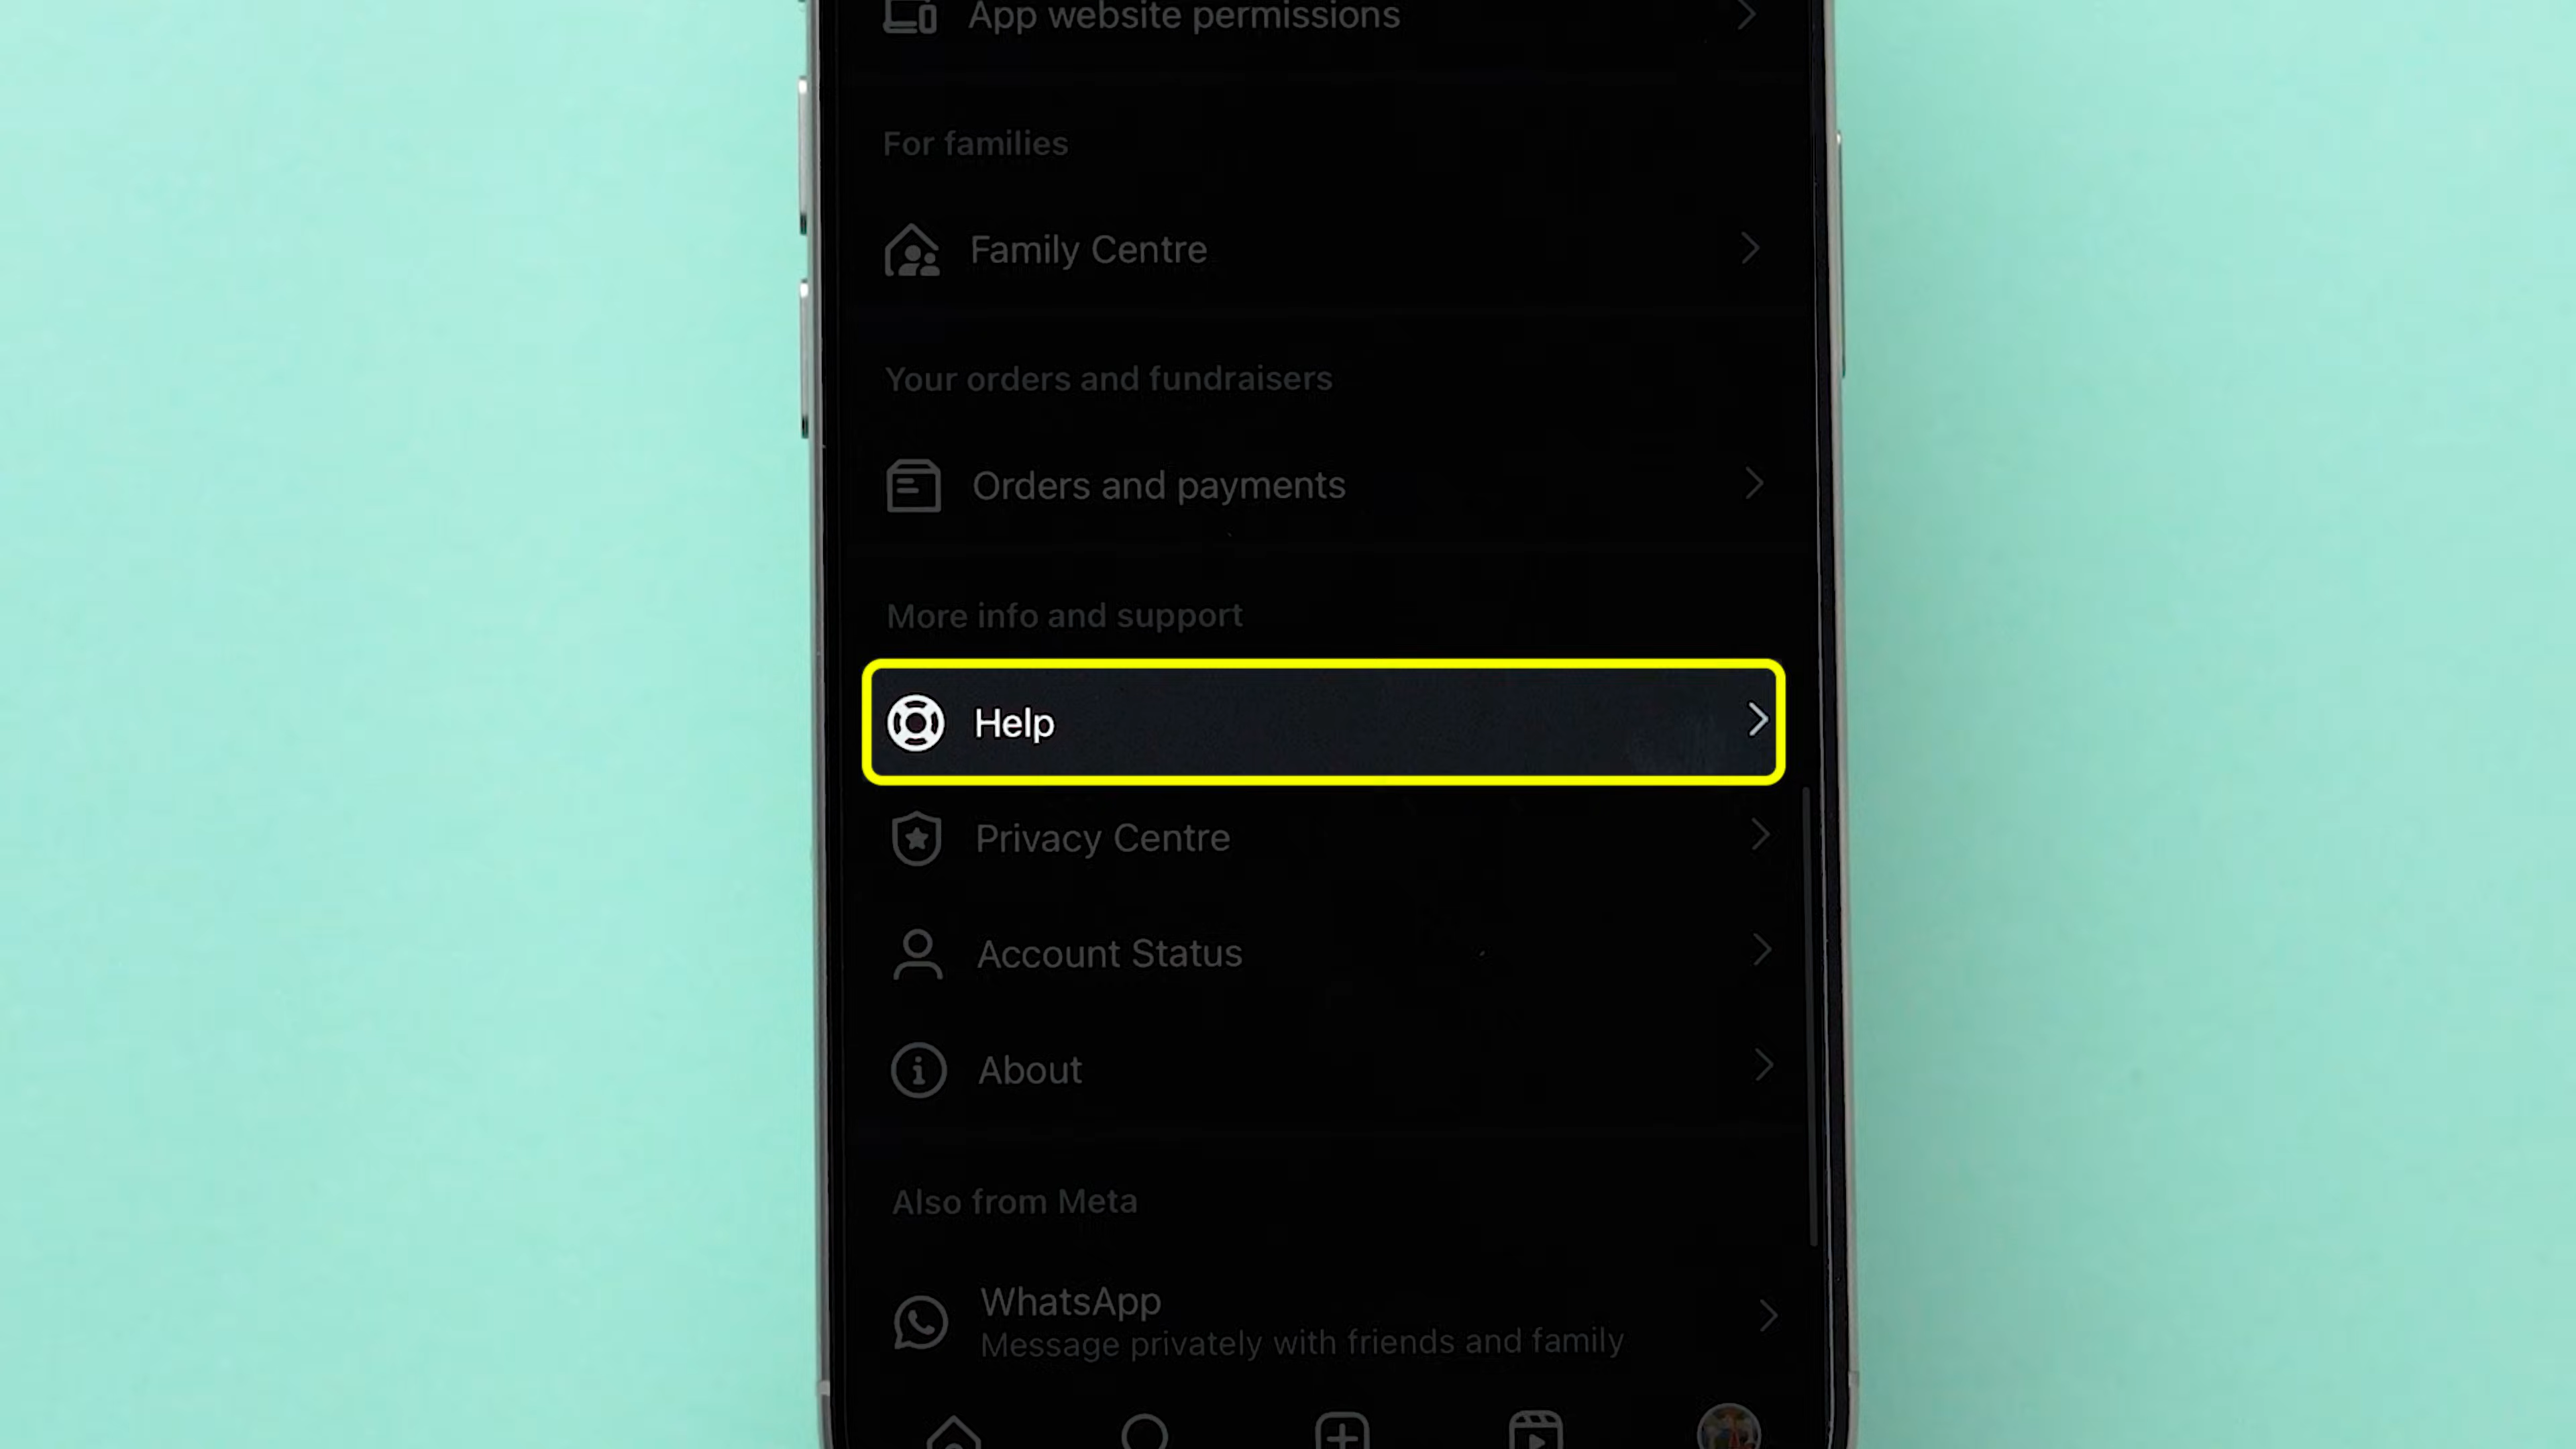 App website permissions
For families
Family Centre
Your orders and fundraisers
Orders and payments
More info and support
Help
Privacy Centre
Account Status
About
Also from Meta
WhatsApp
Message privately with friends and family